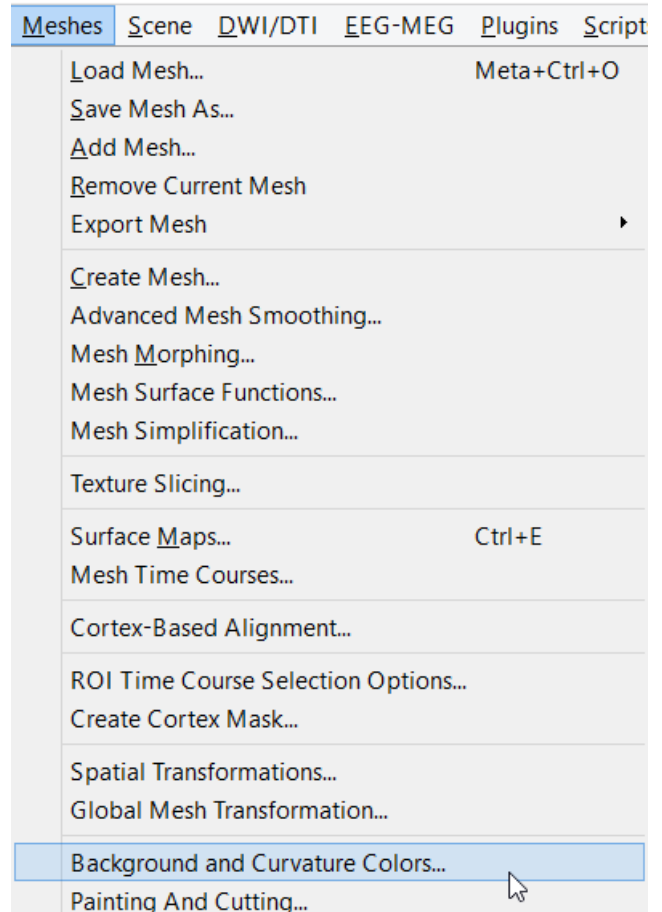 Meshes Scene DWI/DTI EEG-MEG Plugins Script
Load Mesh... Meta+Ctrl+O
Save Mesh As...
Add Mesh...
Remove Current Mesh
Export Mesh
Create Mesh...
Advanced Mesh Smoothing...
Mesh Morphing...
Mesh Surface Functions...
Mesh Simplification...
Texture Slicing...
Surface Maps... Ctrl+E
Mesh Time Courses...
Cortex-Based Alignment...
ROI Time Course Selection Options...
Create Cortex Mask...
Spatial Transformations...
Global Mesh Transformation...
Background and Curvature Colors...
Painting And Cutting...